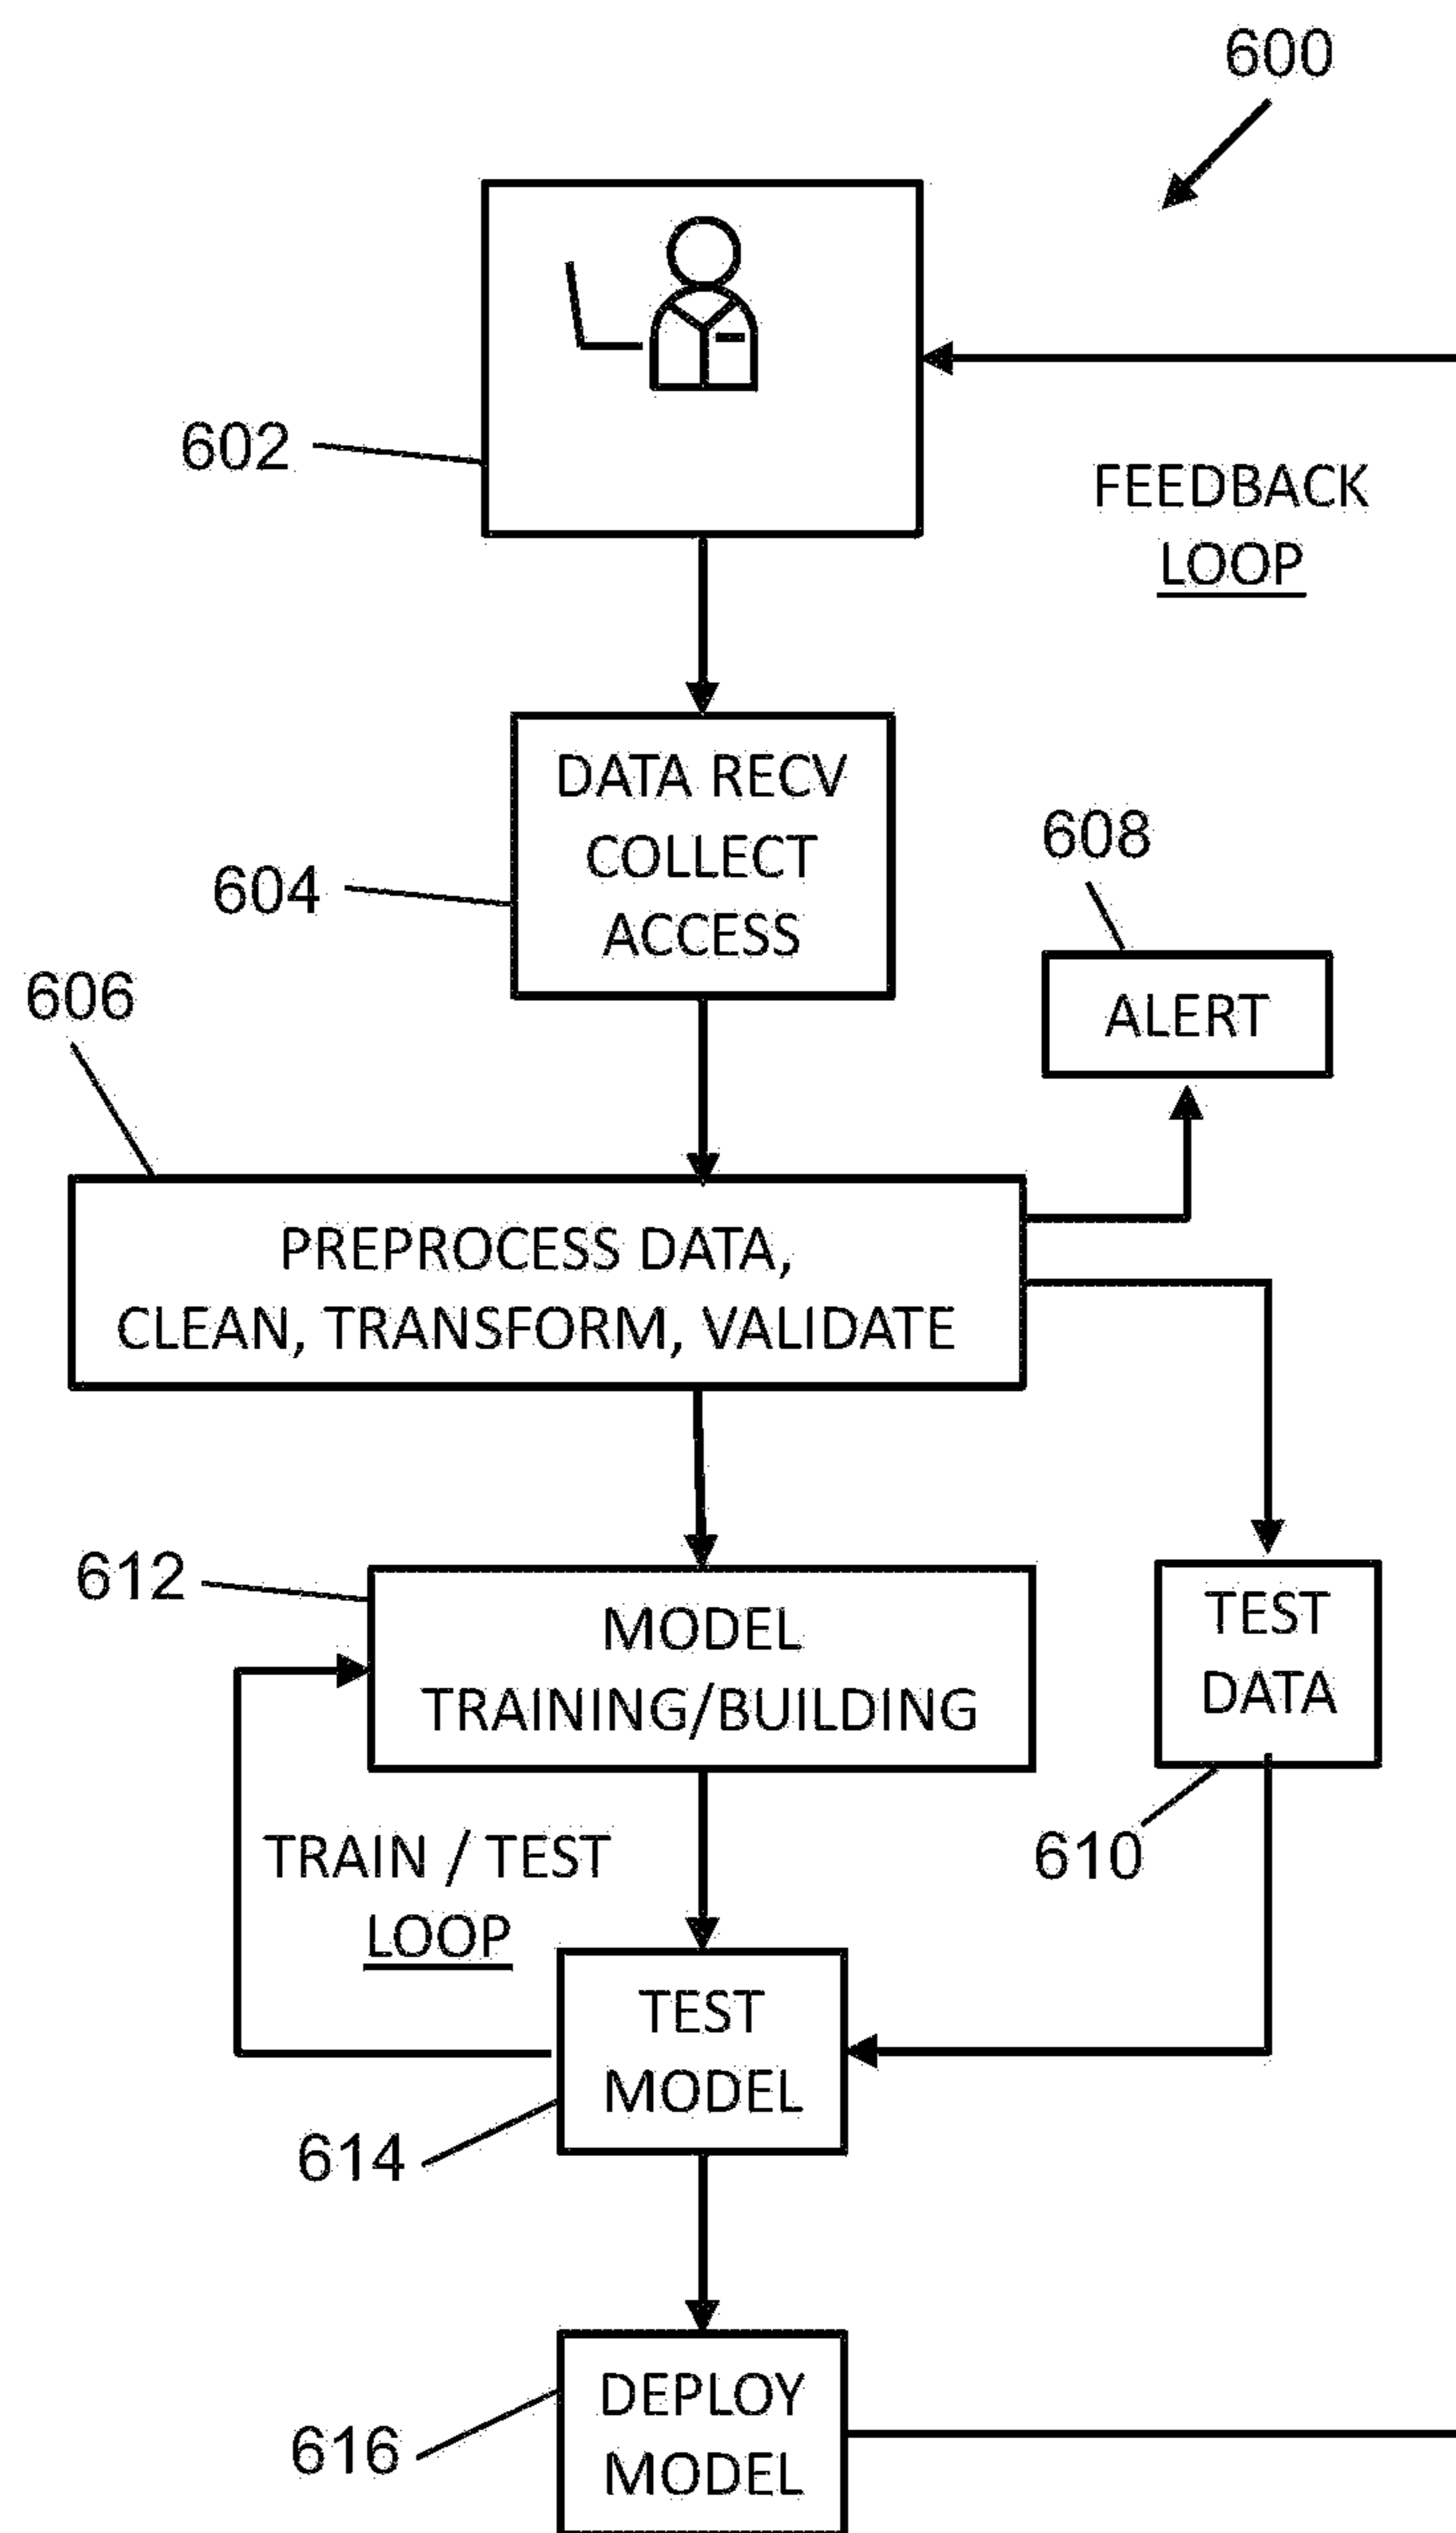 600
602
FEEDBACK
LOOP
DATA RECV
COLLECT
ACCESS
604
608
ALERT
606
PREPROCESS DATA,
CLEAN, TRANSFORM, VALIDATE
612
MODEL
TRAINING/BUILDING
TEST
DATA
610
TRAIN / TEST
LOOP
TEST
MODEL
614
DEPLOY
MODEL
616